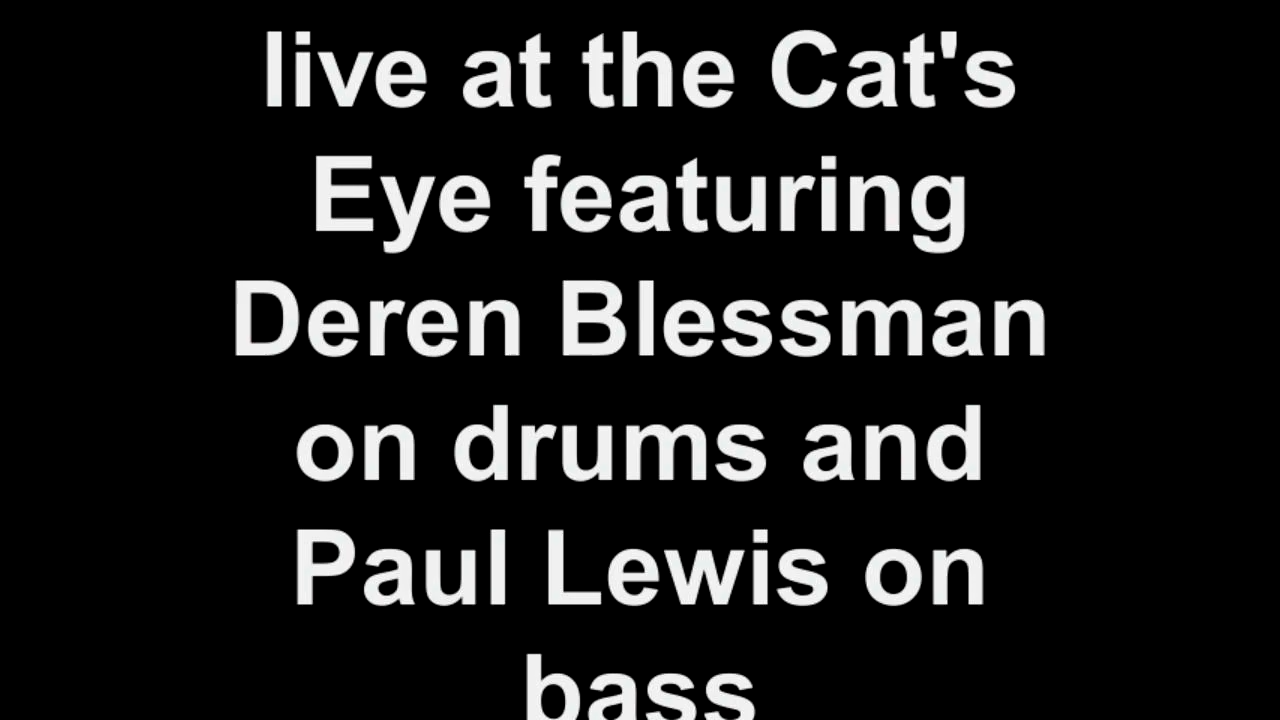 live at the Cat's
Eye featuring
Deren Blessman
on drums and
Paul Lewis on
bass